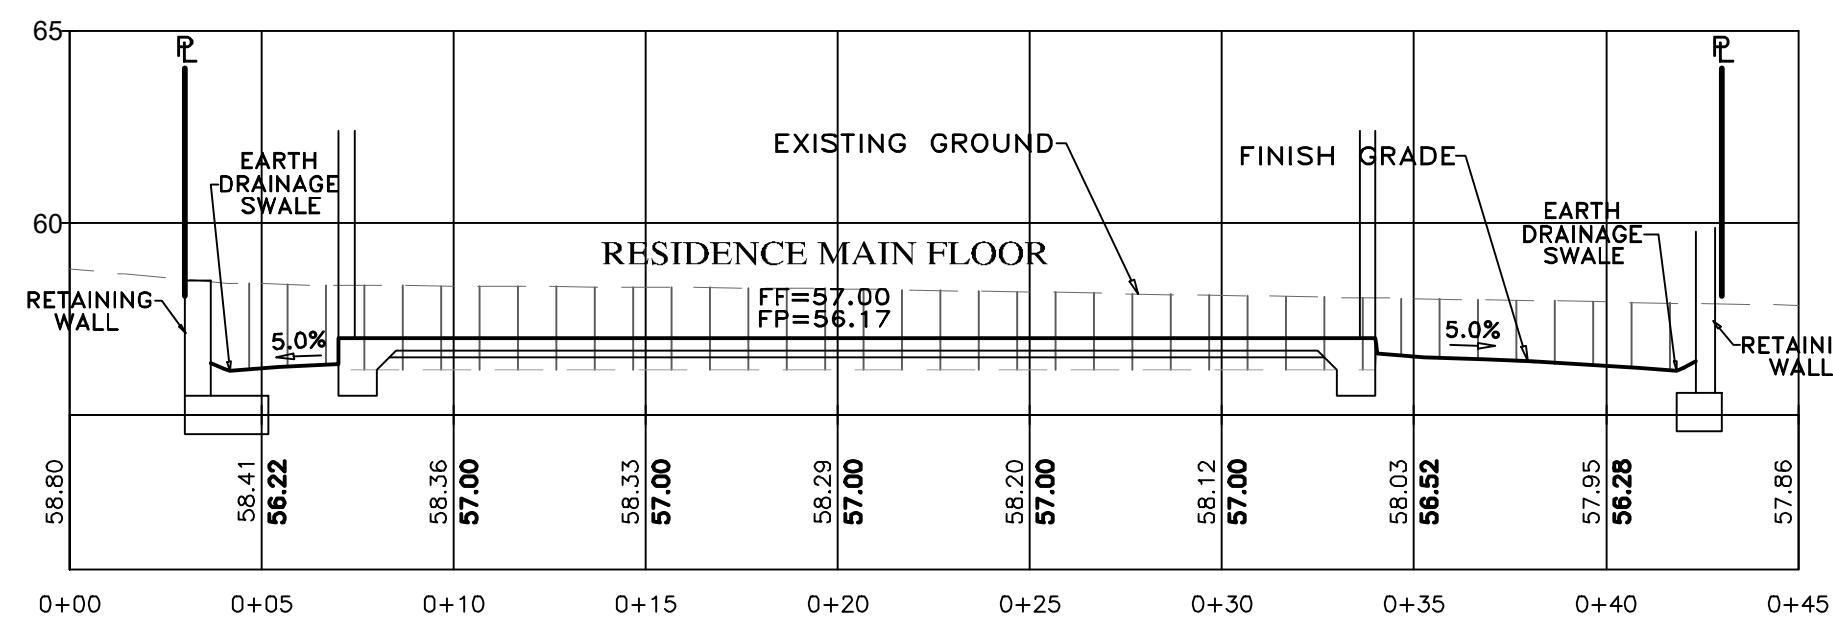 65
PL
PL
EXISTING GROUND
FINISH GRADE
EARTH
DRAINAGE
SWALE
60
EARTH
DRAINAGE
SWALE
RESIDENCE MAIN FLOOR
RETAINING
WALL
FF=57.00
FP=56.17
5.0%
5.0%
RETAINI
WALL
58.80
58.41
56.22
58.36
57.00
58.33
57.00
58.29
57.00
58.20
57.00
58.12
57.00
58.03
56.52
57.95
56.28
57.86
0+00 0+05 0+10 0+15 0+20 0+25 0+30 0+35 0+40 0+45